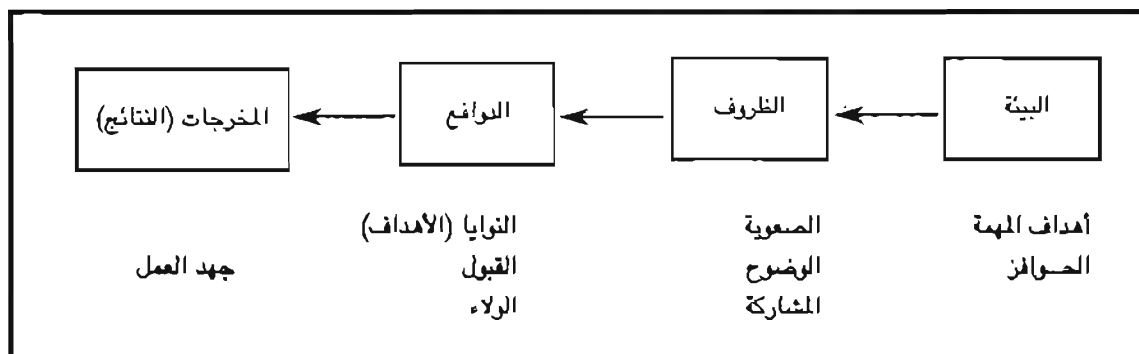 البيئة
الظروف
الدوافع
المخرجات (النتائج)
أهداف المهمة
الحوافز
الصعوبة
الوضوح
المشاركة
النوايا (الأهداف)
القبول
الولاء
جهد العمل